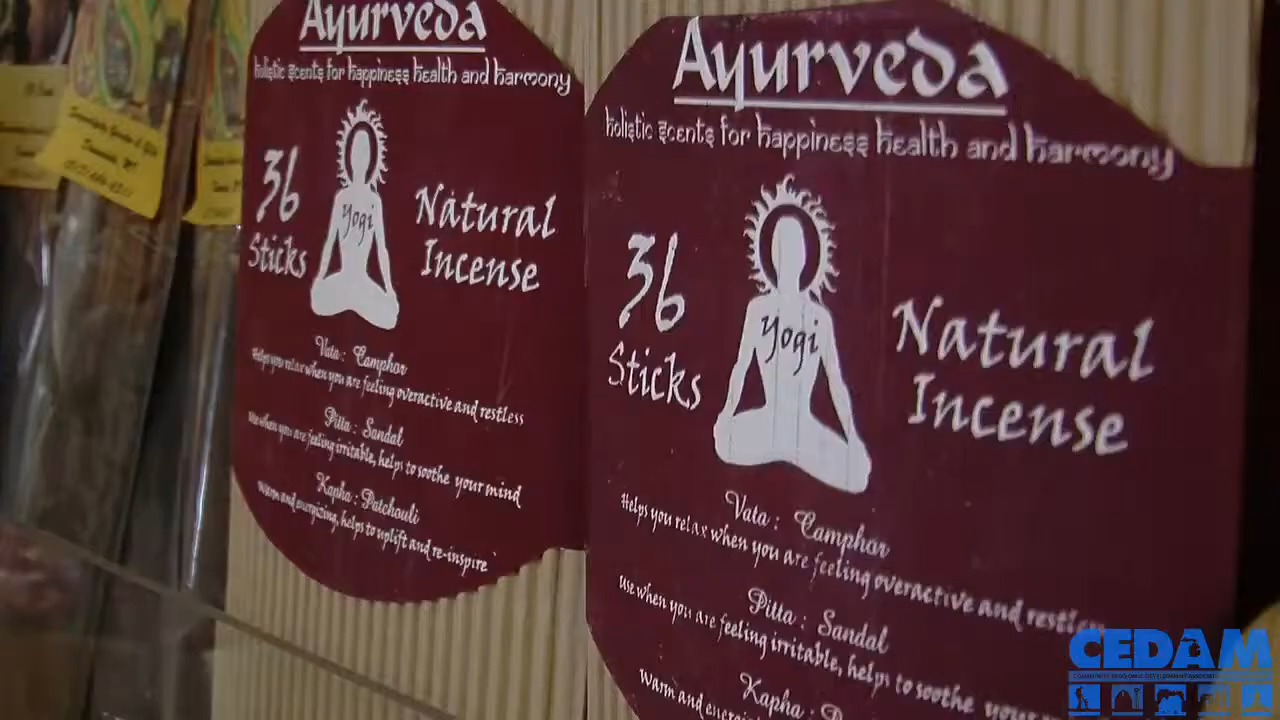 Ayurveda
holistic scents for happiness health and harmony
36
Sticks
Yogi
Natural
Incense
Vata : Camphor
Helps you relax when you are feeling overactive and restless
Pitta : Sandal
Use when you are feeling irritable, helps to soothe your mind
Kapha : Patchouli
Warm and energizing, helps to uplift and re-inspire
Ayurveda
holistic scents for happiness health and harmony
36
Sticks
Yogi
Natural
Incense
Vata : Camphor
Helps you relax when you are feeling overactive and restless
Pitta : Sandal
Use when you are feeling irritable, helps to soothe your
Kapha :
Warm and
CEDAM